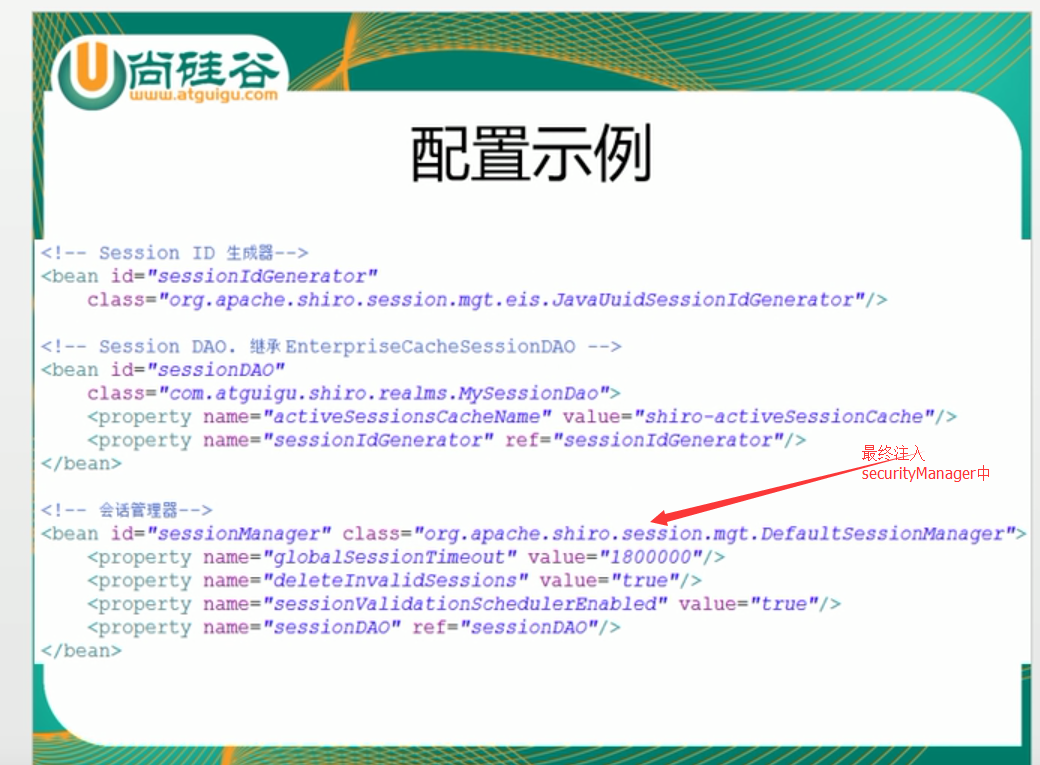 尚硅谷
www.atguigu.com
配置示例
<!-- Session ID 生成器-->
<bean id="sessionIdGenerator"
class="org.apache.shiro.session.mgt.eis.JavaUuidSessionIdGenerator"/>
<!-- Session DAO. 继承 EnterpriseCacheSessionDAO -->
<bean id="sessionDAO"
class="com.atguigu.shiro.realms.MySessionDao">
<property name="activeSessionsCacheName" value="shiro-activeSessionCache"/>
<property name="sessionIdGenerator" ref="sessionIdGenerator"/>
</bean>
最终注入
securityManager中
<!-- 会话管理器-->
<bean id="sessionManager" class="org.apache.shiro.session.mgt.DefaultSessionManager">
<property name="globalSessionTimeout" value="1800000"/>
<property name="deleteInvalidSessions" value="true"/>
<property name="sessionValidationSchedulerEnabled" value="true"/>
<property name="sessionDAO" ref="sessionDAO"/>
</bean>